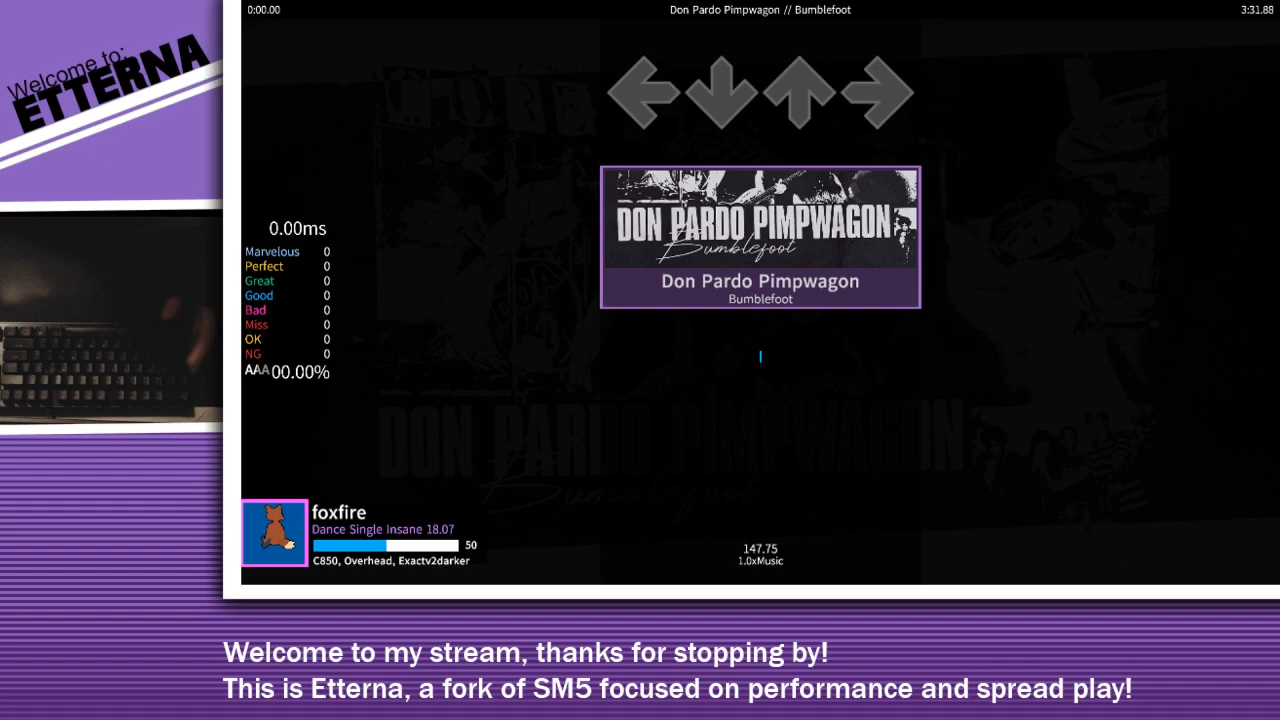 0:00.00
Don Pardo Pimpwagon // Bumblefoot
3:31.88
Welcome to:
ETTERNA
DON PARDO PIMPWAGON
Bumblefoot
Don Pardo Pimpwagon
Bumblefoot
0.00ms
Marvelous 0
Perfect 0
Great 0
Good 0
Bad 0
Miss 0
OK 0
NG 0
AAA 00.00%
DON PARDO PIMPWAGON
Bumblefoot
foxfire
Dance Single Insane 18.07
50
C850, Overhead, Exactv2darker
147.75
1.0xMusic
Welcome to my stream, thanks for stopping by!
This is Etterna, a fork of SM5 focused on performance and spread play!